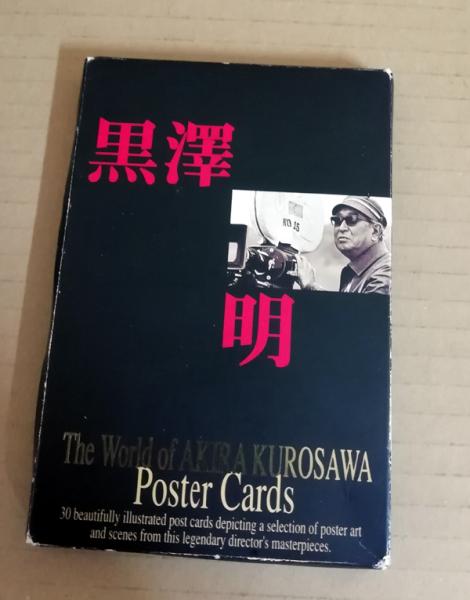 黒澤
明
The World of AKIRA KUROSAWA
Poster Cards
30 beautifully illustrated post cards depicting a selection of poster art
and scenes from this legendary director's masterpieces.